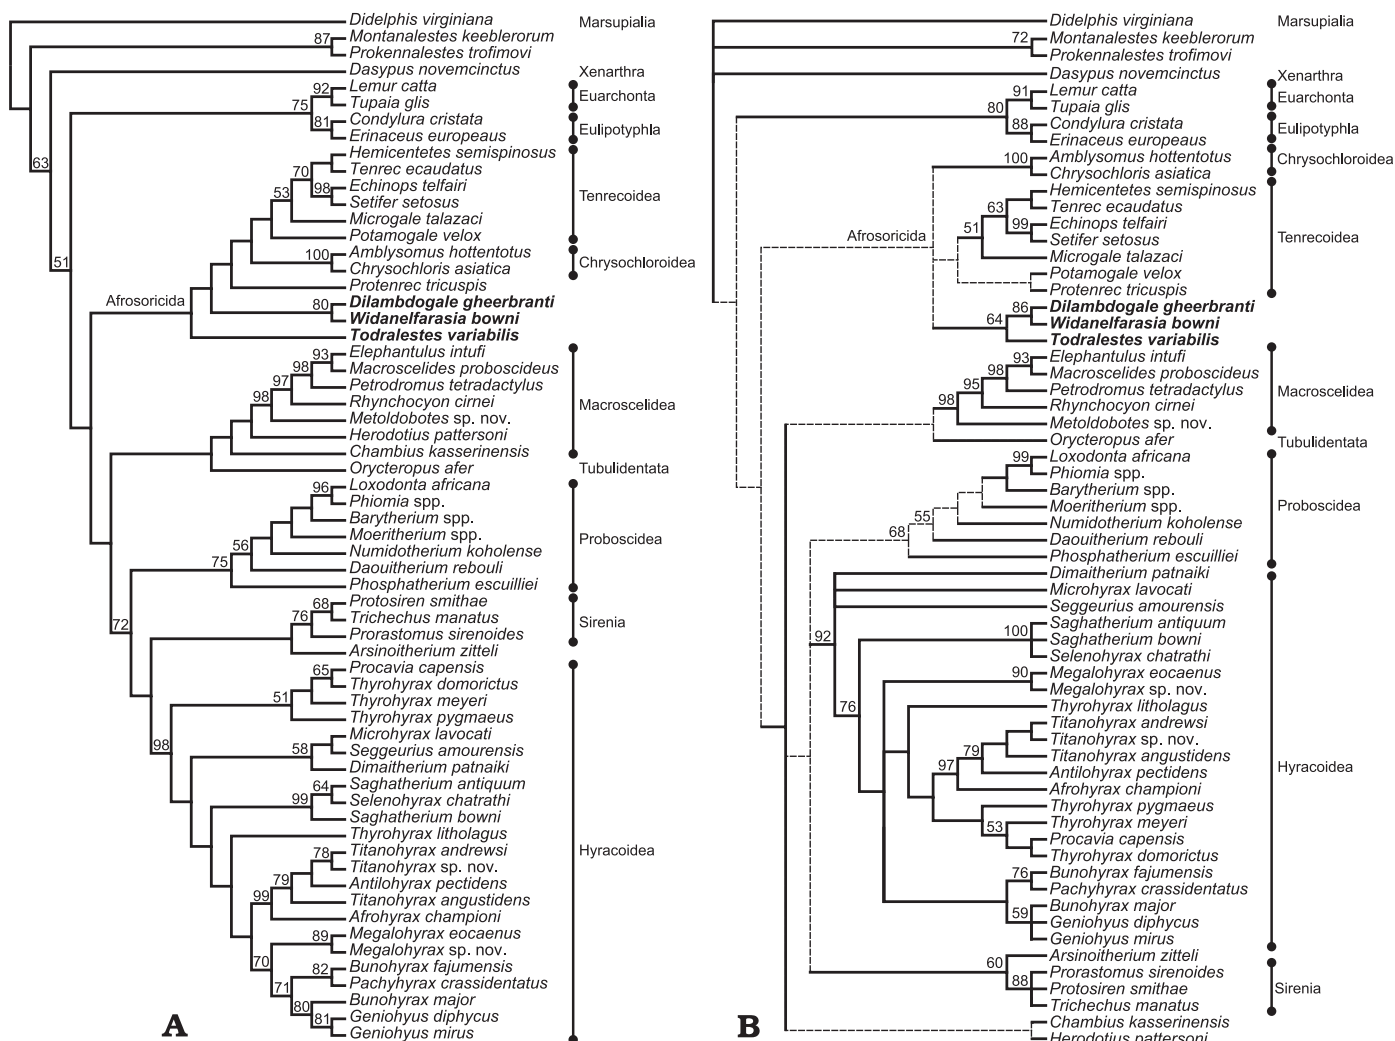 Didelphis virginiana Marsupialia
87 Montanalestes keeblerorum
Prokennalestes trofimovi
Dasypus novemcinctus Xenarthra
92 Lemur catta
75 Tupaia glis Euarchonta
81 Condylura cristata
Erinaceus europeaus Eulipotyphla
63 Hemicentetes semispinosus
70 Tenrec ecaudatus
53 98 Echinops telfairi
Setifer setosus Tenrecoidea
Microgale talazaci
Potamogale velox
100 Amblysomus hottentotus
51 Chrysochloris asiatica Chrysochloroidea
Protenrec tricuspis
Afrosoricida 80 Dilambdogale gheerbranti
Widanelfarasia bowni
Todralestes variabilis
93 Elephantulus intufi
98 Macroscelides proboscideus
97 Petrodromus tetradactylus
98 Rhynchocyon cirnei Macroscelidea
Metoldobotes sp. nov.
Herodotius pattersoni
Chambius kasserinensis
Orycteropus afer Tubulidentata
96 Loxodonta africana
Phiomia spp.
Barytherium spp.
Moeritherium spp. Proboscidea
56 Numidotherium koholense
75 Daouitherium rebouli
Phosphatherium escuilliei
68 Protosiren smithae
72 76 Trichechus manatus Sirenia
Prorastomus sirenoides
Arsinoitherium zitteli
65 Procavia capensis
Thyrohyrax domorictus
51 Thyrohyrax meyeri
Thyrohyrax pygmaeus
Microhyrax lavocati
98 58 Seggeurius amourensis
Dimaitherium patnaiki
64 Saghatherium antiquum
99 Selenohyrax chatrathi
Saghatherium bowni
Thyrohyrax litholagus
78 Titanohyrax andrewsi Hyracoidea
Titanohyrax sp. nov.
79 Antilohyrax pectidens
99 Titanohyrax angustidens
Afrohyrax championi
89 Megalohyrax eocaenus
Megalohyrax sp. nov.
70 82 Bunohyrax fajumensis
Pachyhyrax crassidentatus
71 Bunohyrax major
80 81 Geniohyus diphycus
Geniohyus mirus
A
Didelphis virginiana Marsupialia
72 Montanalestes keeblerorum
Prokennalestes trofimovi
Dasypus novemcinctus Xenarthra
91 Lemur catta
80 Tupaia glis Euarchonta
88 Condylura cristata
Erinaceus europeaus Eulipotyphla
100 Amblysomus hottentotus
Chrysochloris asiatica Chrysochloroidea
Hemicentetes semispinosus
63 Tenrec ecaudatus
51 99 Echinops telfairi
Afrosoricida Setifer setosus Tenrecoidea
Microgale talazaci
Potamogale velox
Protenrec tricuspis
86 Dilambdogale gheerbranti
64 Widanelfarasia bowni
Todralestes variabilis
93 Elephantulus intufi
98 Macroscelides proboscideus
95 Petrodromus tetradactylus
98 Rhynchocyon cirnei Macroscelidea
Metoldobotes sp. nov.
Orycteropus afer Tubulidentata
99 Loxodonta africana
Phiomia spp.
Barytherium spp.
Moeritherium spp. Proboscidea
55 Numidotherium koholense
68 Daouitherium rebouli
Phosphatherium escuilliei
Dimaitherium patnaiki
Microhyrax lavocati
Seggeurius amourensis
92 100 Saghatherium antiquum
Saghatherium bowni
Selenohyrax chatrathi
90 Megalohyrax eocaenus
Megalohyrax sp. nov.
76 Thyrohyrax litholagus
Titanohyrax andrewsi
Titanohyrax sp. nov.
79 Titanohyrax angustidens
97 Antilohyrax pectidens Hyracoidea
Afrohyrax championi
Thyrohyrax pygmaeus
53 Thyrohyrax meyeri
Procavia capensis
Thyrohyrax domorictus
76 Bunohyrax fajumensis
Pachyhyrax crassidentatus
59 Bunohyrax major
Geniohyus diphycus
Geniohyus mirus
60 Arsinoitherium zitteli
88 Prorastomus sirenoides
Protosiren smithae Sirenia
Trichechus manatus
Chambius kasserinensis
Herodotius pattersoni
B